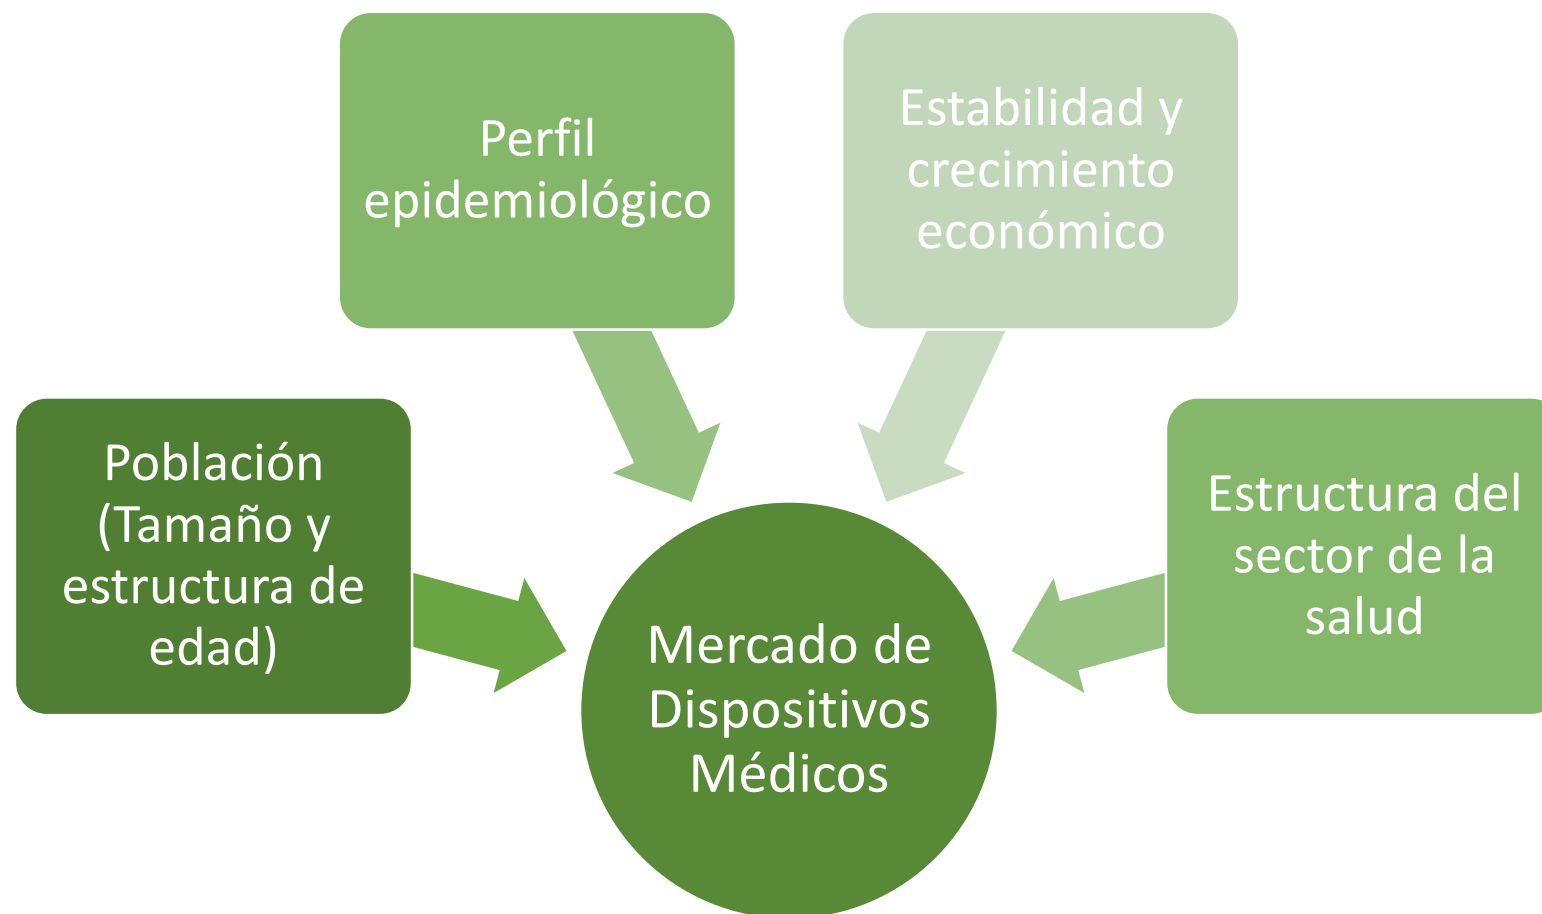 Perfil
epidemiológico
Estabilidad y
crecimiento
económico
Población
(Tamaño y
estructura de
edad)
Estructura del
sector de la
salud
Mercado de
Dispositivos
Médicos